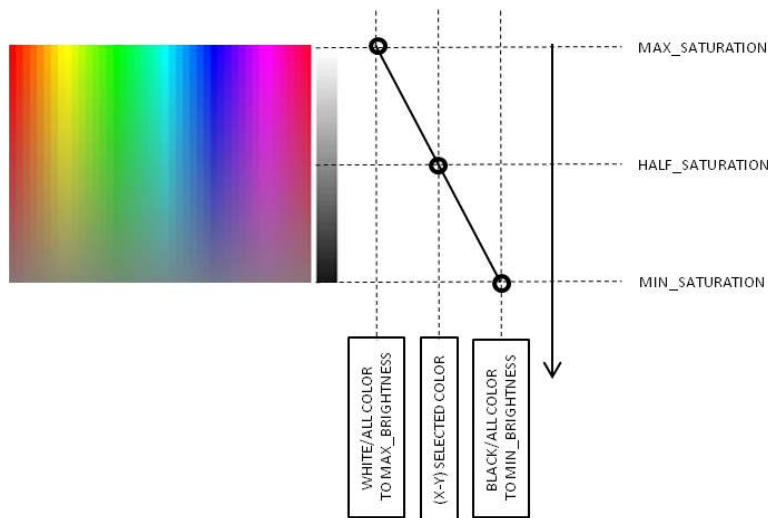 MAX_SATURATION
HALF_SATURATION
MIN_SATURATION
WHITE/ALL COLOR
TO MAX_BRIGHTNESS
(X-Y) SELECTED COLOR
BLACK/ALL COLOR
TO MIN_BRIGHTNESS